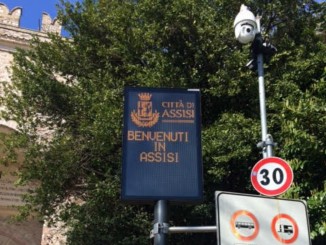 CITTÀ DI
ASSISI
BENVENUTI
IN
ASSISI
30